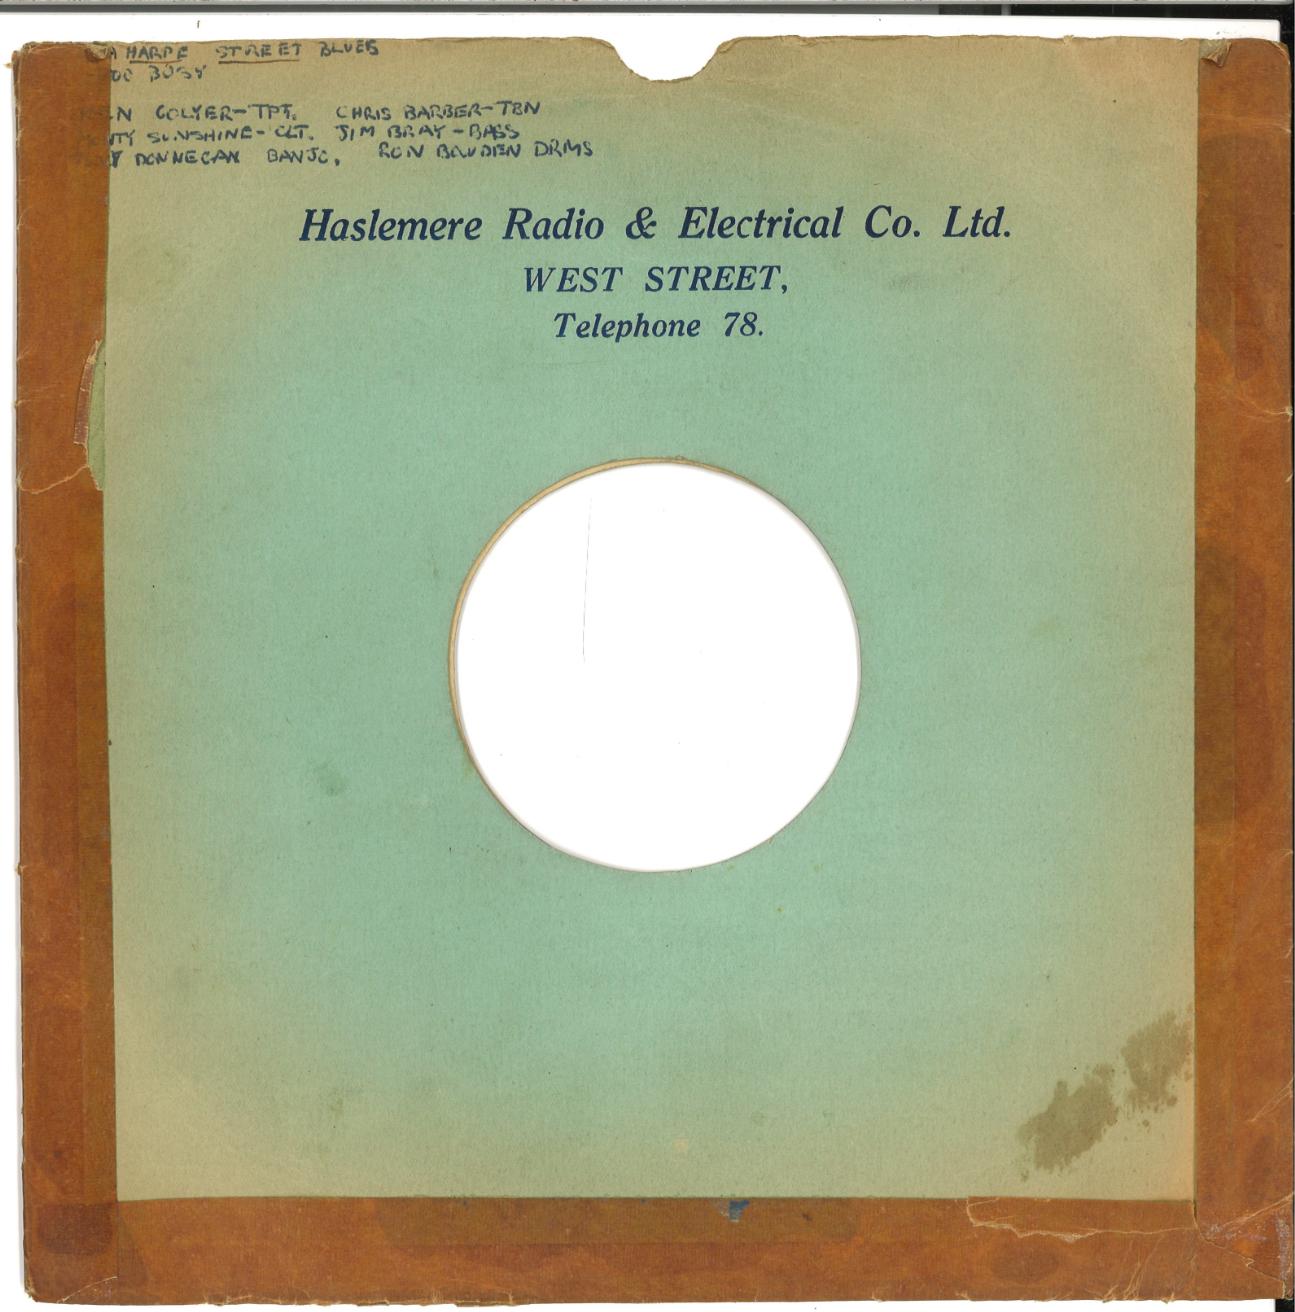 HARPE STREET BLUES
BUSY
COLYER-TPT. CHRIS BARBER-TBN
SUNSHINE-CLT. JIM BRAY-BASS
DONNEGAN BANJO, RON BOWDEN DRMS
Haslemere Radio & Electrical Co. Ltd.
WEST STREET,
Telephone 78.